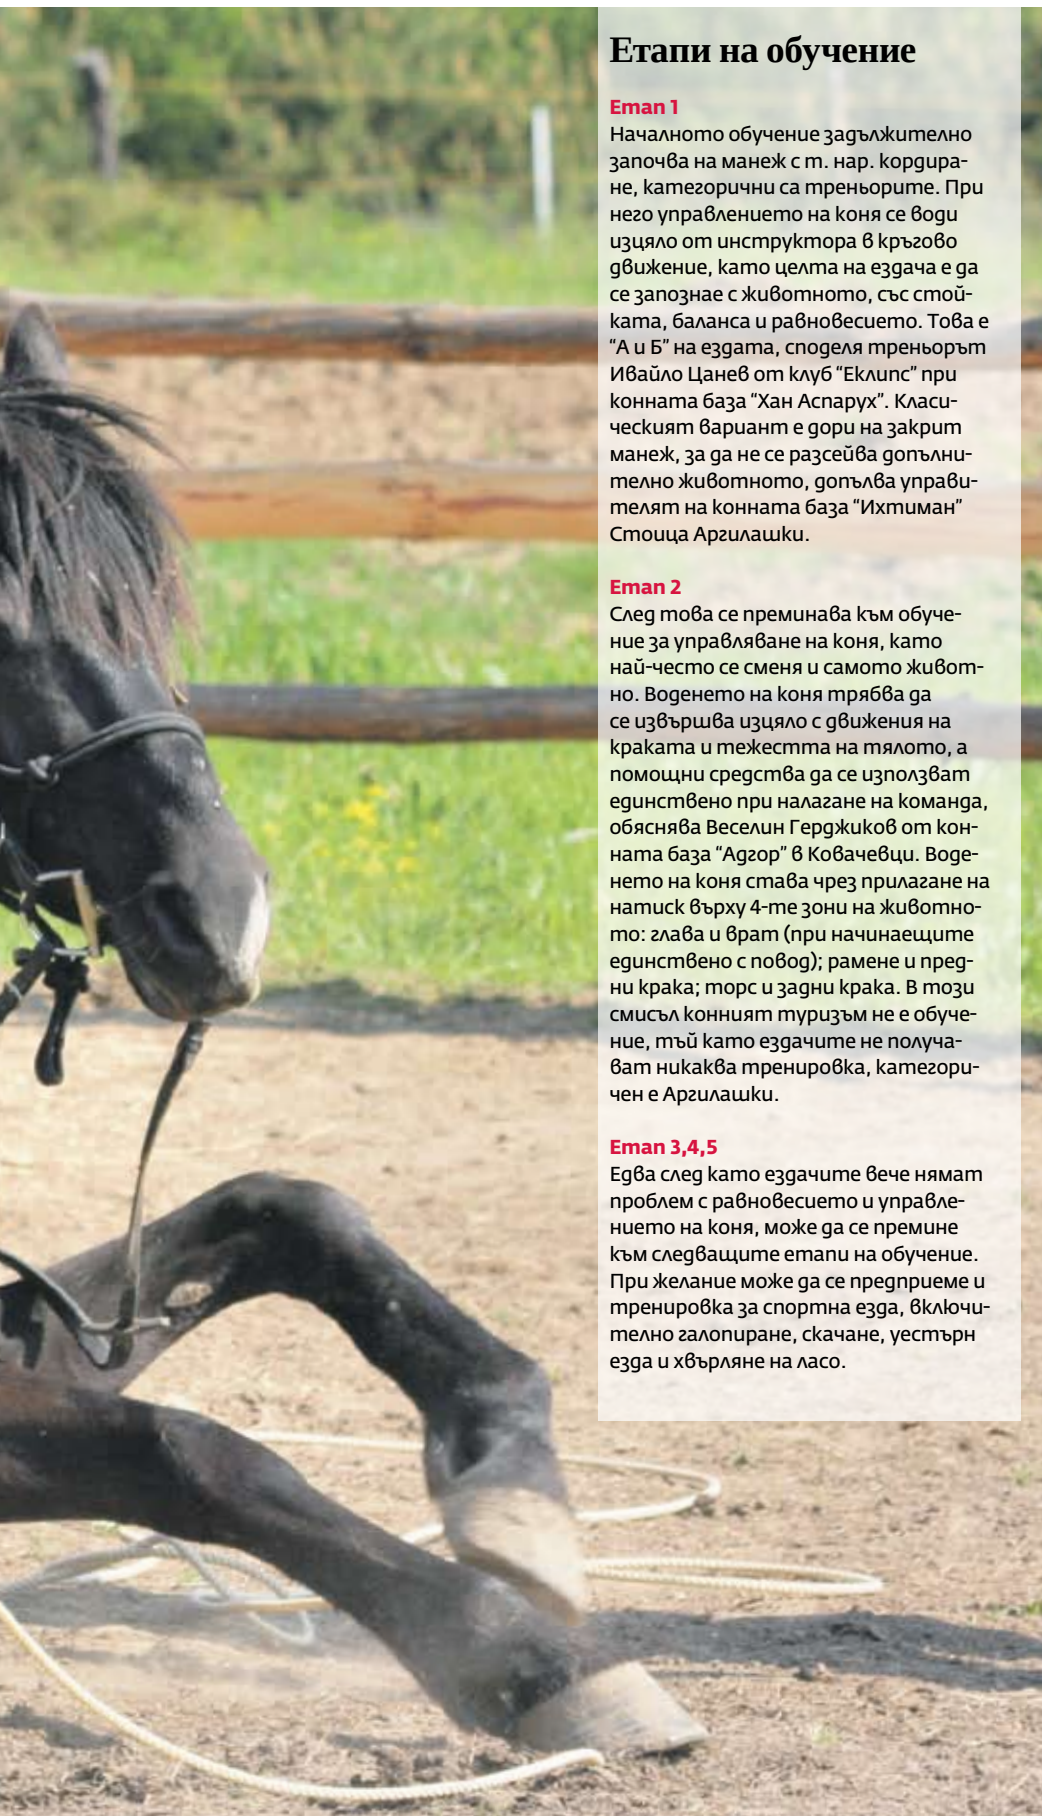 Етапи на обучение
Етап 1
Началното обучение задължително
започва на манеж с т. нар. кордира-
не, категорични са треньорите. При
него управлението на коня се води
изцяло от инструктора в кръгово
движение, като целта на ездача е да
се запознае с животното, със стой-
ката, баланса и равновесието. Това е
“А и Б” на ездата, споделя треньорът
Ивайло Цанев от клуб “Еклипс” при
конната база “Хан Аспарух”. Класи-
ческият вариант е дори на закрит
манеж, за да не се разсейва допълни-
телно животното, допълва управи-
телят на конната база “Ихтиман”
Стоица Аргилашки.
Етап 2
След това се преминава към обуче-
ние за управляване на коня, като
най-често се сменя и самото живот-
но. Воденето на коня трябва да
се извършва изцяло с движения на
краката и тежестта на тялото, а
помощни средства да се използват
единствено при налагане на команда,
обяснява Веселин Герджиков от кон-
ната база “Адгор” в Ковачевци. Воде-
нето на коня става чрез прилагане на
натиск върху 4-те зони на животно-
то: глава и врат (при начинаещите
единствено с повод); рамене и пред-
ни крака; торс и задни крака. В този
смисъл конният туризъм не е обуче-
ние, тъй като ездачите не получа-
ват никаква тренировка, категори-
чен е Аргилашки.
Етап 3,4,5
Едва след като ездачите вече нямат
проблем с равновесието и управле-
нието на коня, може да се премине
към следващите етапи на обучение.
При желание може да се предприеме и
тренировка за спортна езда, включи-
телно галопиране, скачане, уестърн
езда и хвърляне на ласо.